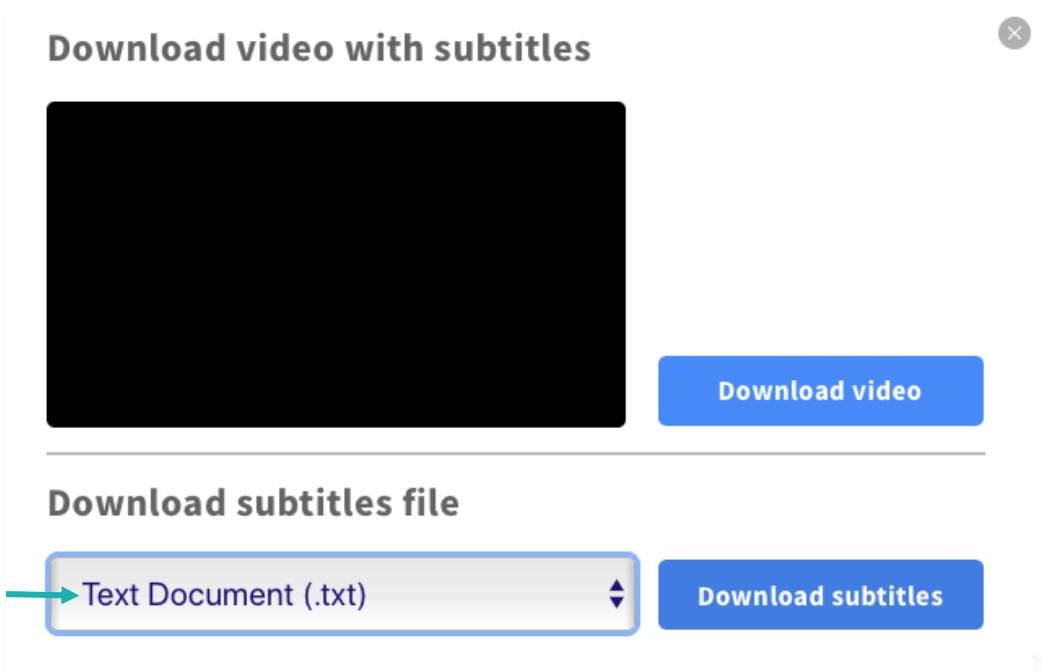 Download video with subtitles
Download video
Download subtitles file
Text Document (.txt)
Download subtitles